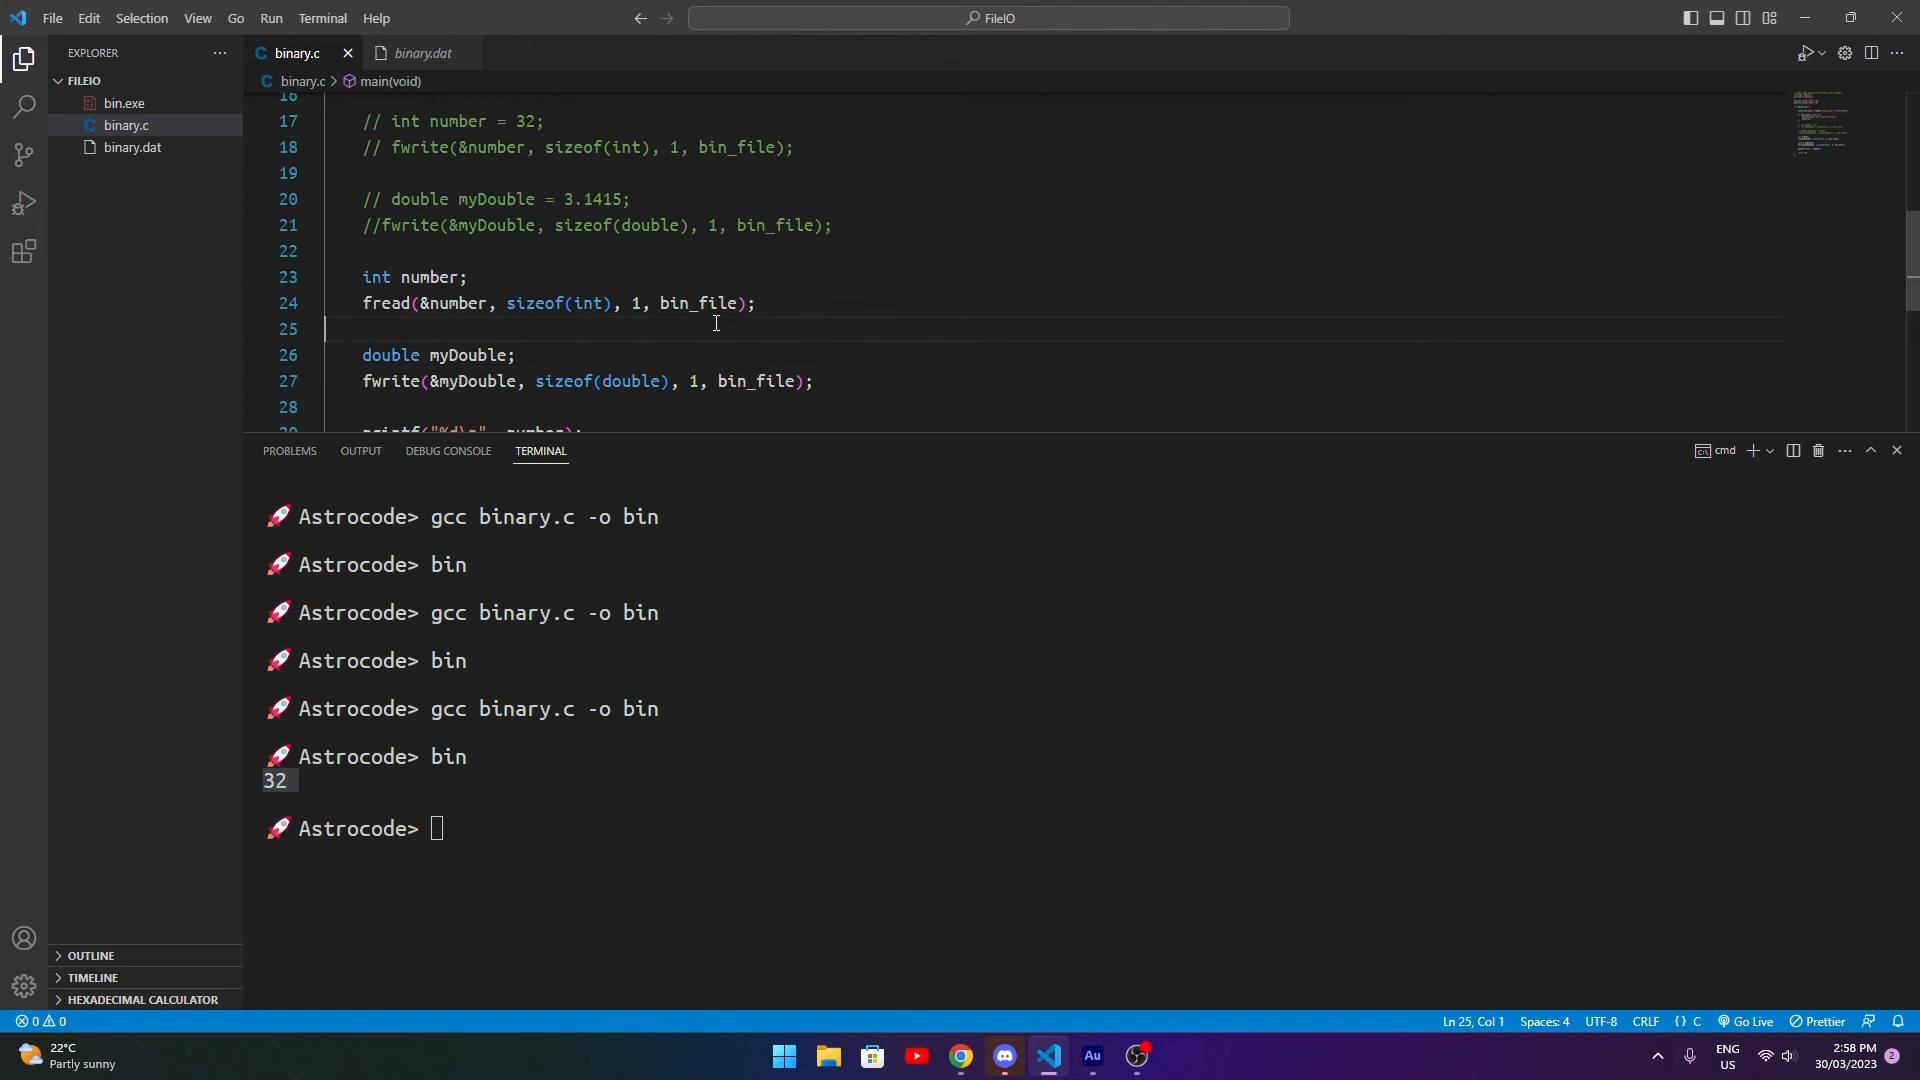 File Edit Selection View Go Run Terminal Help
FileIO
EXPLORER
binary.c
binary.dat
FILEIO
binary.c > main(void)
bin.exe
binary.c
binary.dat
16
17 // int number = 32;
18 // fwrite(&number, sizeof(int), 1, bin_file);
19
20 // double myDouble = 3.1415;
21 //fwrite(&myDouble, sizeof(double), 1, bin_file);
22
23 int number;
24 fread(&number, sizeof(int), 1, bin_file);
25
26 double myDouble;
27 fwrite(&myDouble, sizeof(double), 1, bin_file);
28
29 printf("%d\n", number);
PROBLEMS OUTPUT DEBUG CONSOLE TERMINAL
cmd
Astrocode> gcc binary.c -o bin
Astrocode> bin
Astrocode> gcc binary.c -o bin
Astrocode> bin
Astrocode> gcc binary.c -o bin
Astrocode> bin
32
Astrocode>
OUTLINE
TIMELINE
HEXADECIMAL CALCULATOR
0 0
Ln 25, Col 1 Spaces: 4 UTF-8 CRLF {} C Go Live Prettier
22°C
Partly sunny
Au
ENG
US
2:58 PM
30/03/2023
2